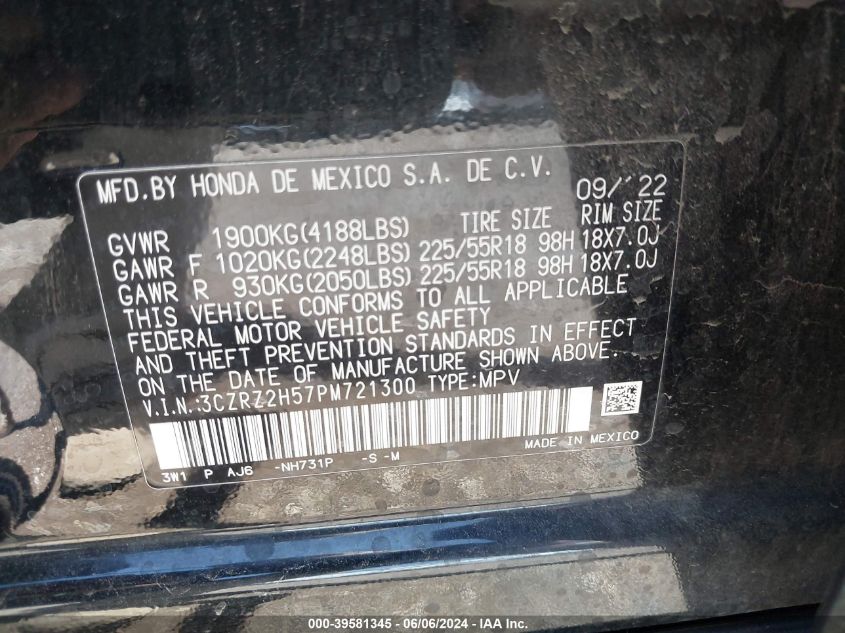 MFD.BY HONDA DE MEXICO S.A. DE C.V. 09/'22
TIRE SIZE RIM SIZE
GVWR 1900KG(4188LBS)
GAWR F 1020KG(2248LBS) 225/55R18 98H 18X7.0J
GAWR R 930KG(2050LBS) 225/55R18 98H 18X7.0J
THIS VEHICLE CONFORMS TO ALL APPLICABLE
FEDERAL MOTOR VEHICLE SAFETY
AND THEFT PREVENTION STANDARDS IN EFFECT
ON THE DATE OF MANUFACTURE SHOWN ABOVE.
V.I.N.:3CZRZ2H57PM721300 TYPE:MPV
3W1 P AJ6 -NH731P -S -M MADE IN MEXICO
000-39581345 - 06/06/2024 - IAA Inc.